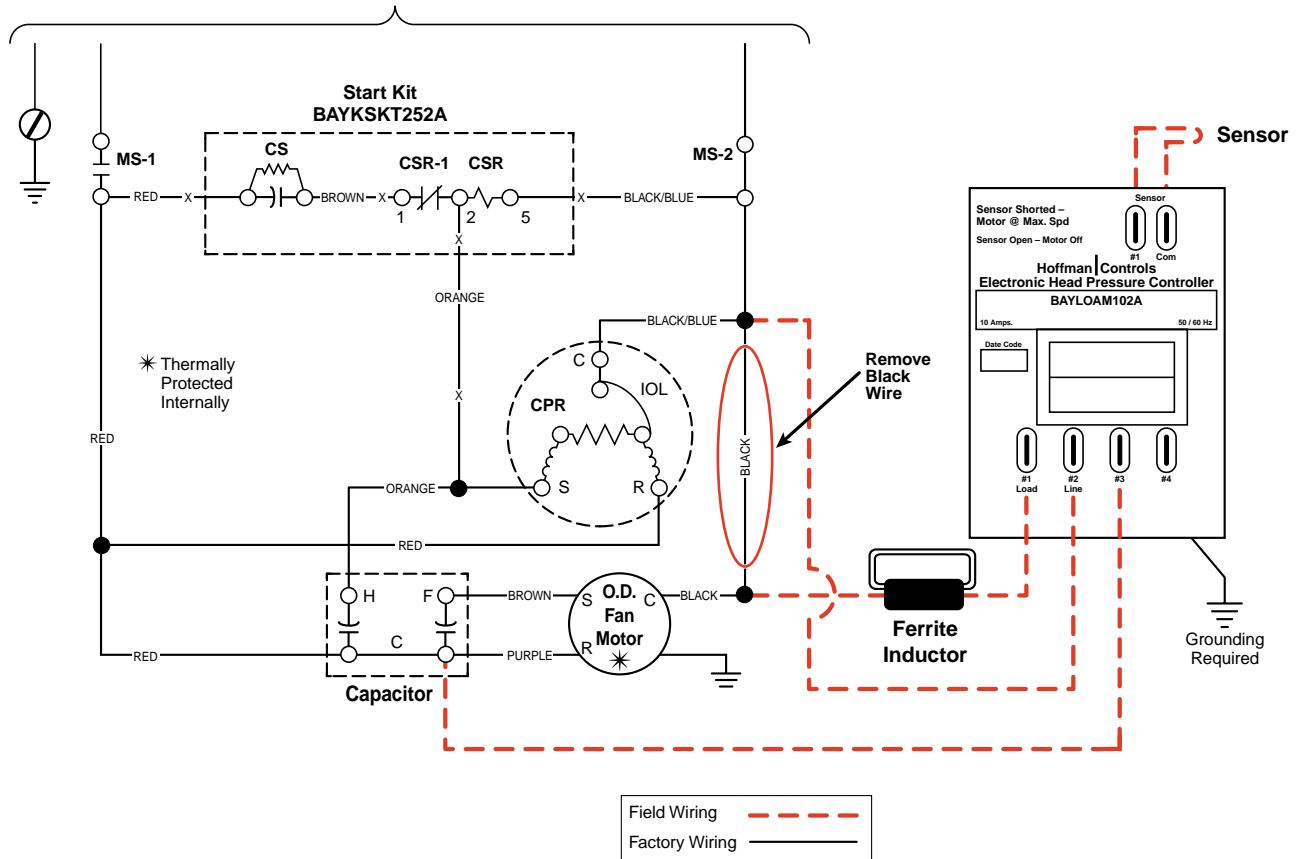 Start Kit
BAYKSKT252A
MS-1
CS
CSR-1
CSR
MS-2
Sensor
RED
X
BROWN
X
1
2
5
X
BLACK/BLUE
X
Sensor Shorted –
Motor @ Max. Spd
Sensor Open – Motor Off
Sensor
#1
Com
Hoffman Controls
Electronic Head Pressure Controller
BAYLOAM102A
10 Amps.
50 / 60 Hz
Date Code
ORANGE
BLACK/BLUE
Thermally
Protected
Internally
X
C
IOL
CPR
Remove
Black
Wire
RED
BLACK
ORANGE
S
R
#1
Load
#2
Line
#3
#4
RED
H
F
BROWN
S
O.D.
Fan
Motor
C
BLACK
R
C
RED
PURPLE
Capacitor
Ferrite
Inductor
Grounding
Required
Field Wiring
Factory Wiring